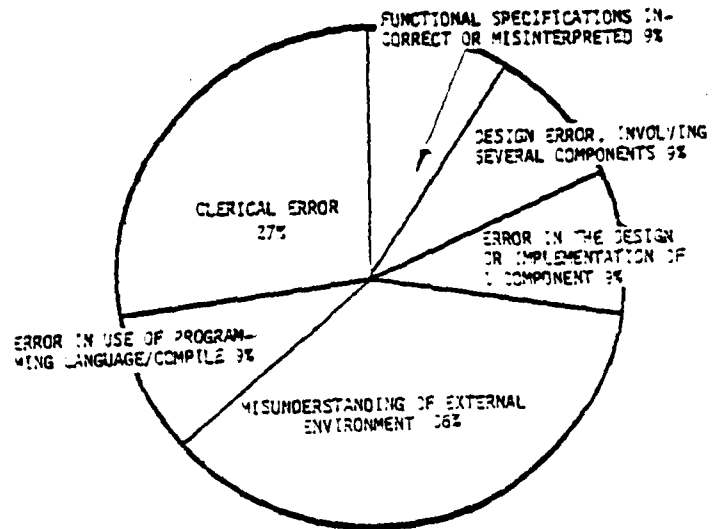 FUNCTIONAL SPECIFICATIONS IN-
CORRECT OR MISINTERPRETED 9%
DESIGN ERROR, INVOLVING
SEVERAL COMPONENTS 9%
CLERICAL ERROR
27%
ERROR IN THE DESIGN
OR IMPLEMENTATION OF
COMPONENT 9%
ERROR IN USE OF PROGRAM-
MING LANGUAGE/COMPILE 9%
MISUNDERSTANDING OF EXTERNAL
ENVIRONMENT 36%